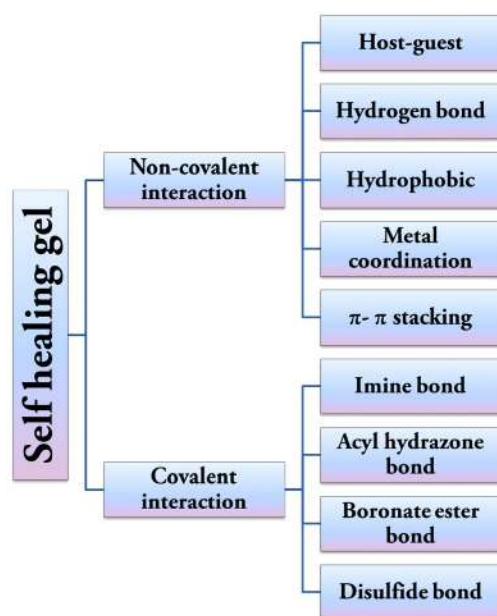 Self healing gel
Non-covalent
interaction
Host-guest
Hydrogen bond
Hydrophobic
Metal
coordination
π- π stacking
Covalent
interaction
Imine bond
Acyl hydrazone
bond
Boronate ester
bond
Disulfide bond